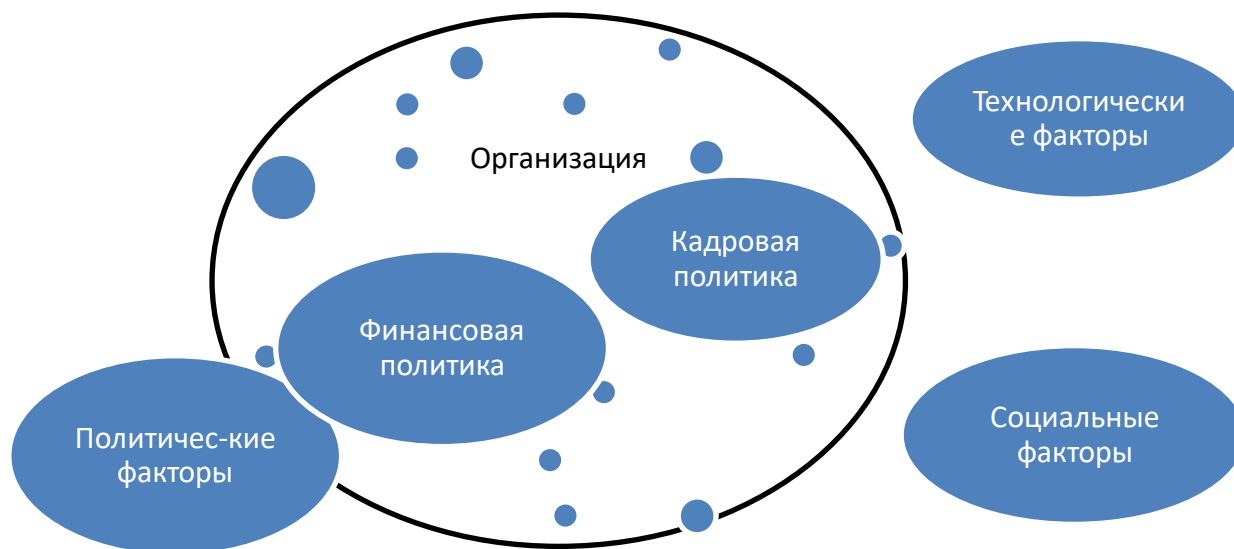 Технологически
е факторы
Организация
Кадровая
политика
Финансовая
политика
Политичес-кие
факторы
Социальные
факторы